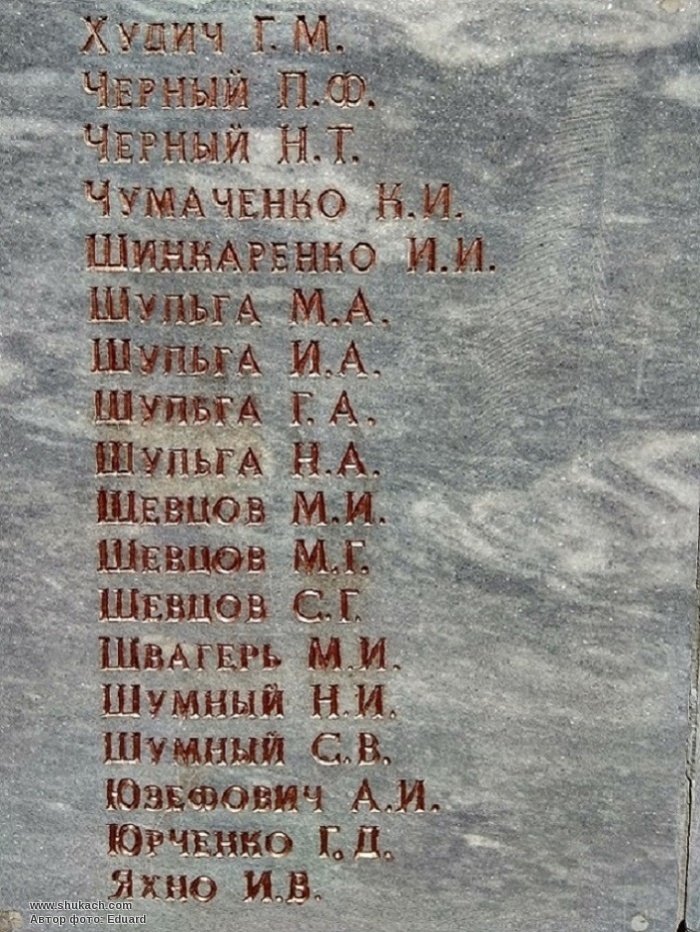 Худич Г.М.
Черный П.Ф.
Черный Н.Т.
Чумаченко К.И.
Шинкаренко И.И.
Шульга М.А.
Шульга И.А.
Шульга Г.А.
Шульга Н.А.
Шевцов М.И.
Шевцов М.Г.
Шевцов С.Г.
Швагерь М.И.
Шумный Н.И.
Шумный С.В.
Юзефович А.И.
Юрченко Г.Д.
Яхно И.В.
www.shukach.com
Автор фото: Eduard